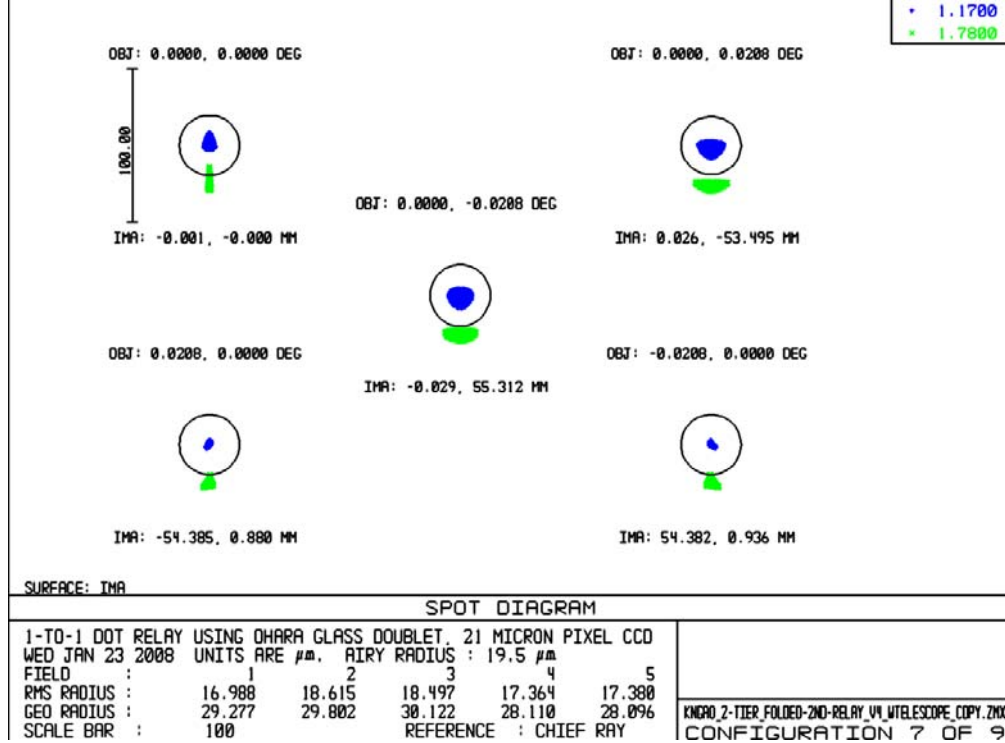 1.1700
1.7800
OBJ: 0.0000, 0.0000 DEG
OBJ: 0.0000, 0.0208 DEG
100.00
OBJ: 0.0000, -0.0208 DEG
IMA: -0.001, -0.000 MM
IMA: 0.026, -53.495 MM
OBJ: 0.0208, 0.0000 DEG
OBJ: -0.0208, 0.0000 DEG
IMA: -0.029, 55.312 MM
IMA: -54.385, 0.880 MM
IMA: 54.382, 0.936 MM
SURFACE: IMA
SPOT DIAGRAM
1-TO-1 DOT RELAY USING OHARA GLASS DOUBLET, 21 MICRON PIXEL CCD
WED JAN 23 2008 UNITS ARE µm. AIRY RADIUS : 19.5 µm
FIELD : 1 2 3 4 5
RMS RADIUS : 16.988 18.615 18.497 17.364 17.380
GEO RADIUS : 29.277 29.802 30.122 28.110 28.096
SCALE BAR : 100 REFERENCE : CHIEF RAY
KNGAO_2-TIER_FOLDED-2ND-RELAY_V4_WTELESCOPE_COPY.ZMX
CONFIGURATION 7 OF 9